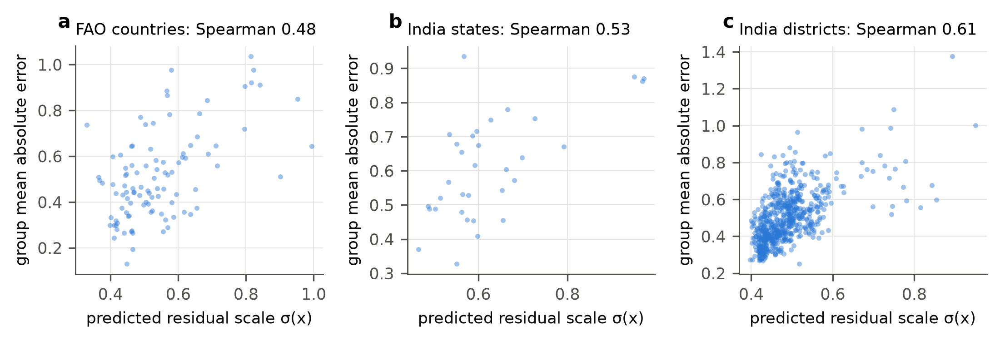 a
FAO countries: Spearman 0.48
group mean absolute error
1.0
0.8
0.6
0.4
0.2
0.4 0.6 0.8 1.0
predicted residual scale σ(x)
b
India states: Spearman 0.53
group mean absolute error
0.9
0.8
0.7
0.6
0.5
0.4
0.3
0.6 0.8
predicted residual scale σ(x)
c
India districts: Spearman 0.61
group mean absolute error
1.4
1.2
1.0
0.8
0.6
0.4
0.2
0.4 0.6 0.8
predicted residual scale σ(x)